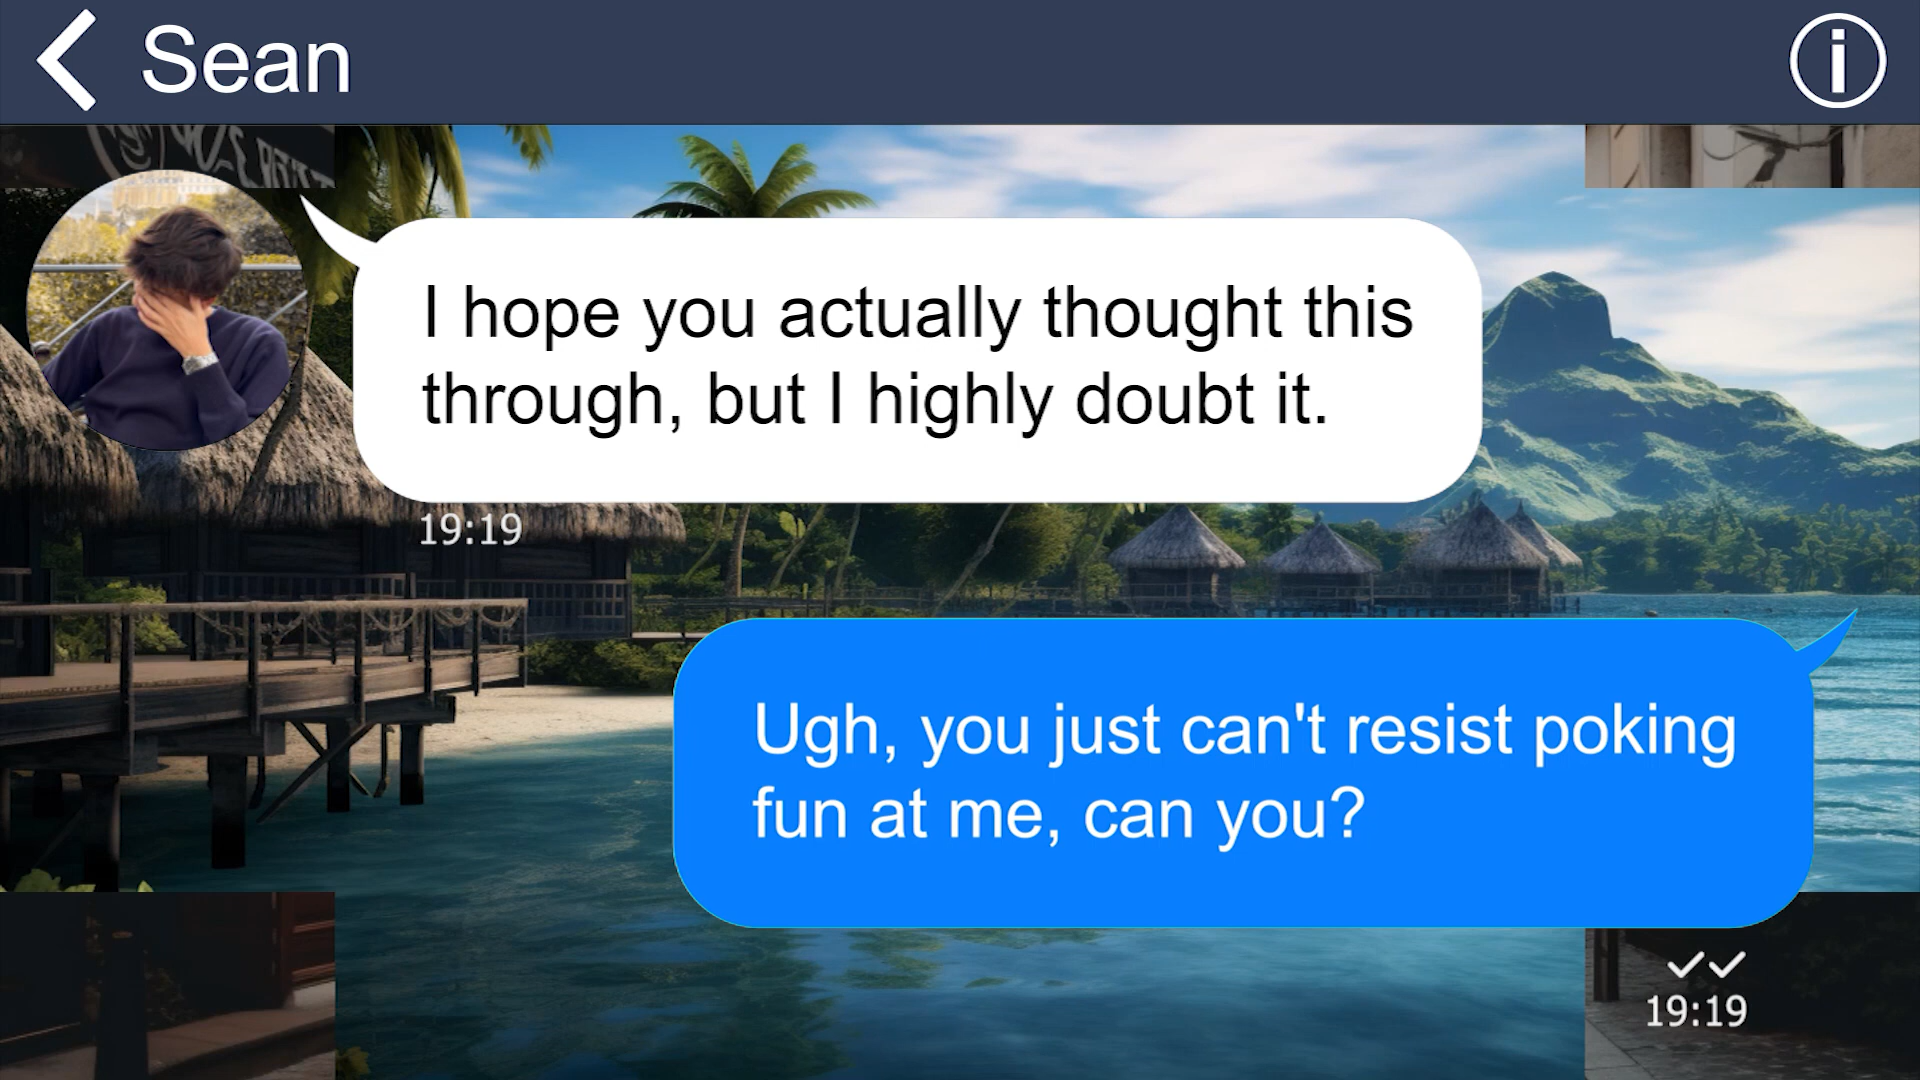 Sean
I hope you actually thought this
through, but I highly doubt it.
19:19
Ugh, you just can't resist poking
fun at me, can you?
19:19